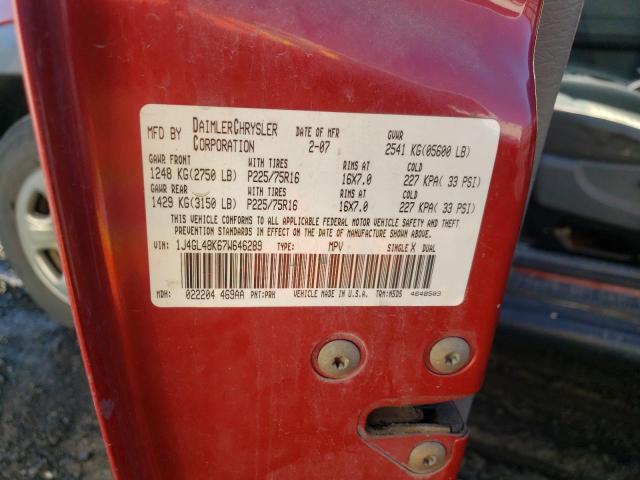 MFD BY DAIMLERCHRYSLER CORPORATION DATE OF MFR 2-07 GVWR 2541 KG(05600 LB)
GAWR FRONT WITH TIRES RIMS AT COLD
1248 KG(2750 LB) P225/75R16 16X7.0 227 KPA( 33 PSI)
GAWR REAR WITH TIRES RIMS AT COLD
1429 KG(3150 LB) P225/75R16 16X7.0 227 KPA( 33 PSI)
THIS VEHICLE CONFORMS TO ALL APPLICABLE FEDERAL MOTOR VEHICLE SAFETY AND THEFT
PREVENTION STANDARDS IN EFFECT ON THE DATE OF MANUFACTURE SHOWN ABOVE.
VIN: 1J4GL48K67W646289 TYPE: MPV SINGLE X DUAL
MDH: 022204 469AA PNT:PRH VEHICLE MADE IN U.S.A. TRM:M5D5 4648503